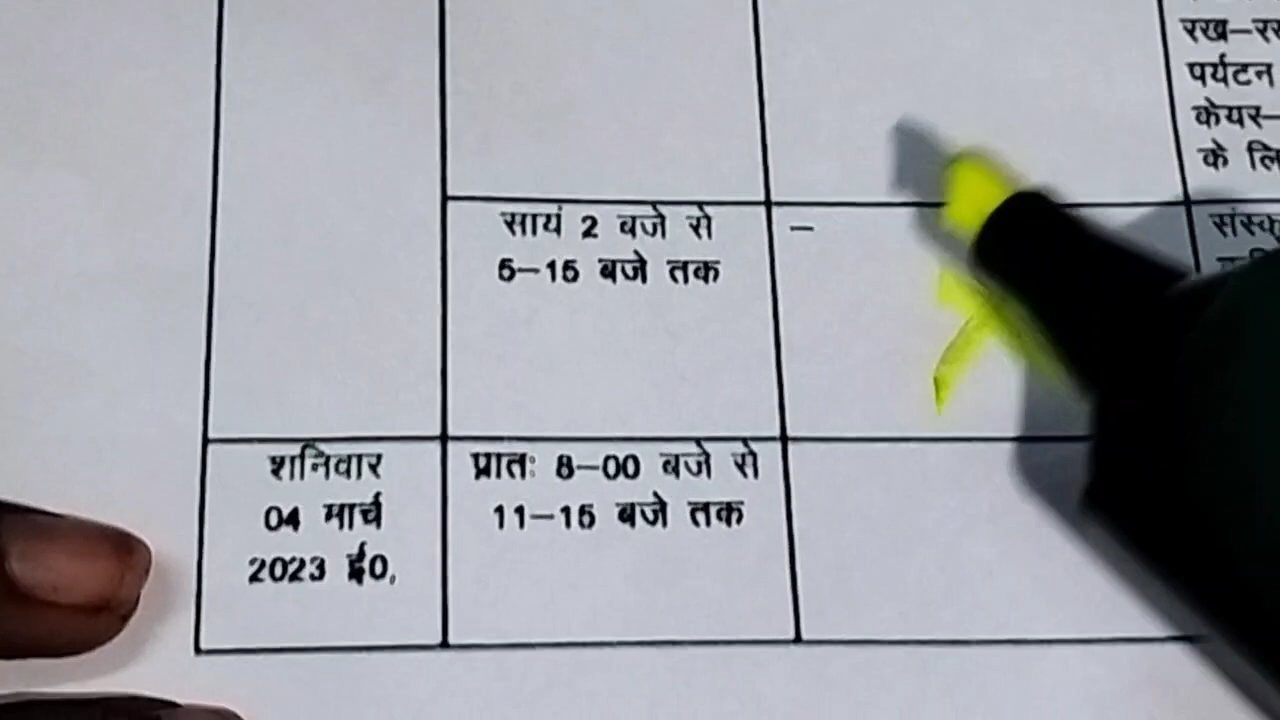 रख–
पर्यटन
केयर–
के
सायं 2 बजे से
5–15 बजे तक
–
शनिवार
04 मार्च
2023 ई0,
प्रातः 8–00 बजे से
11–15 बजे तक